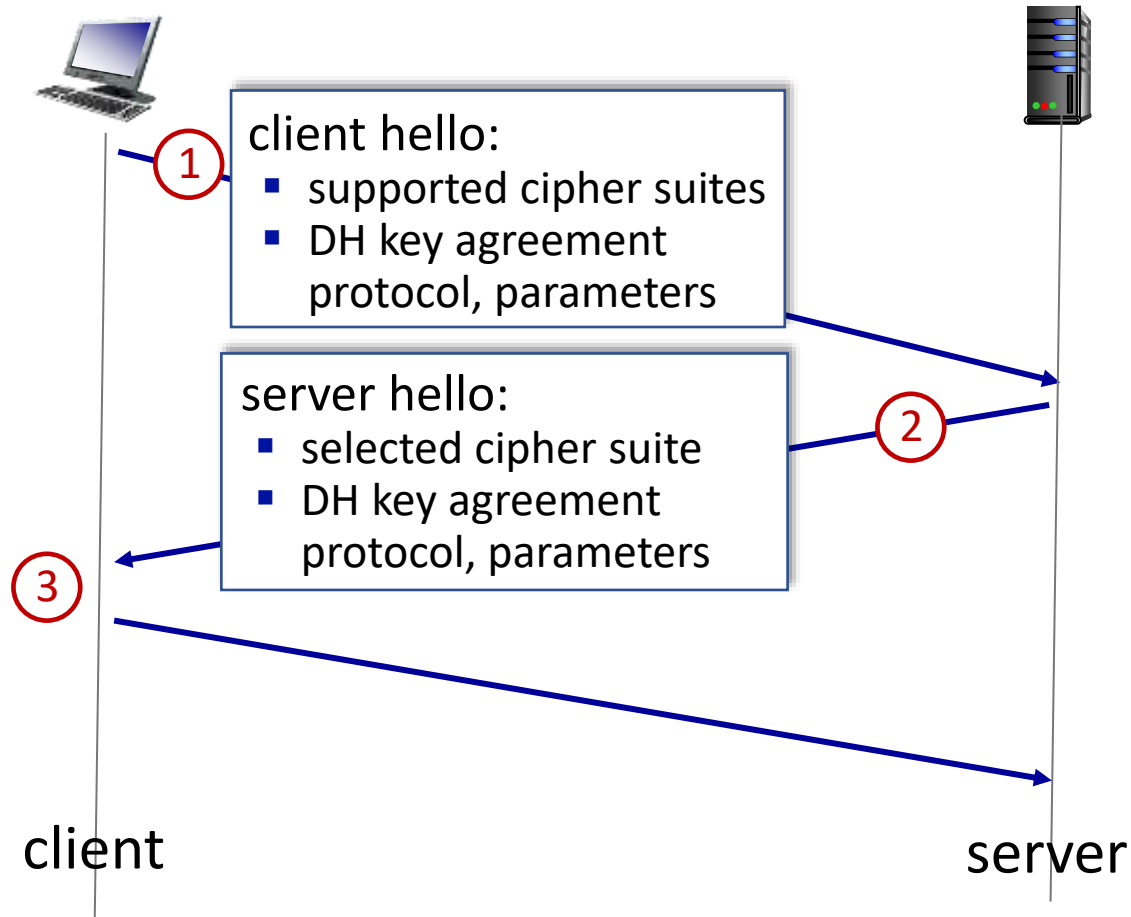 1
client hello:
▪ supported cipher suites
▪ DH key agreement
protocol, parameters
server hello:
2
▪ selected cipher suite
▪ DH key agreement
protocol, parameters
3
client
server